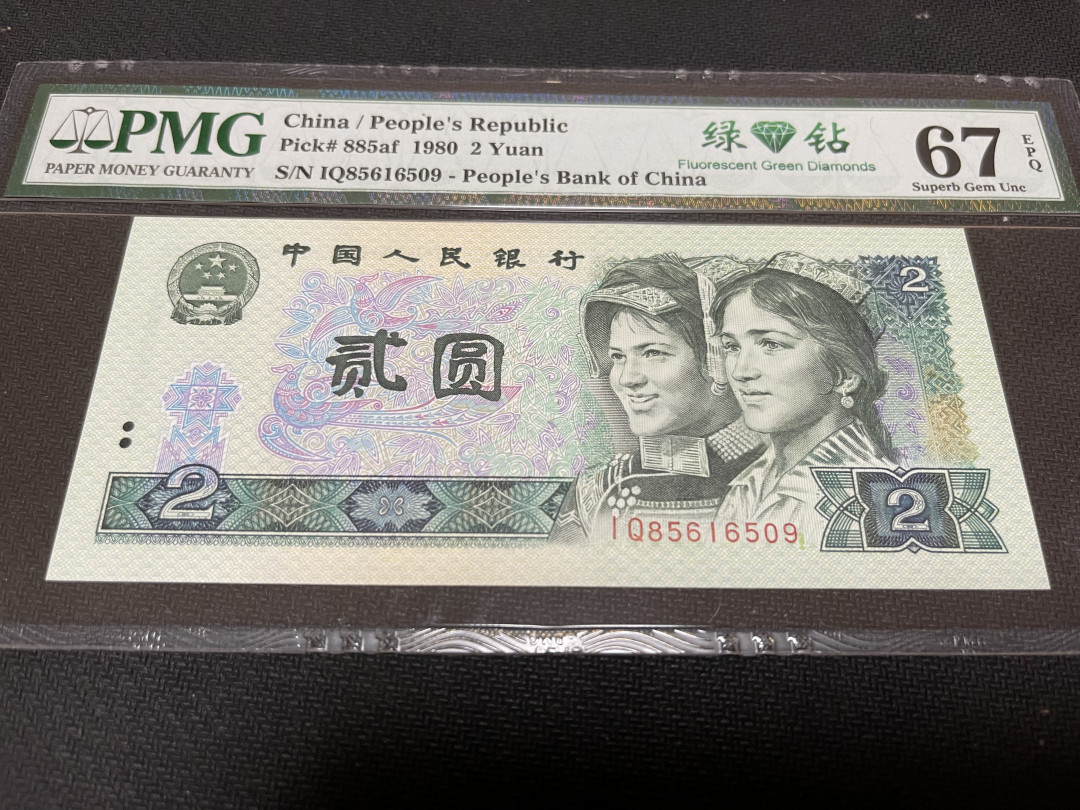 PMG
PAPER MONEY GUARANTY
China / People's Republic
Pick# 885af 1980 2 Yuan
S/N IQ85616509 - People's Bank of China
绿 钻
Fluorescent Green Diamonds
67
EPQ
Superb Gem Unc
中国人民银行
贰圆
2
2
2
IQ85616509